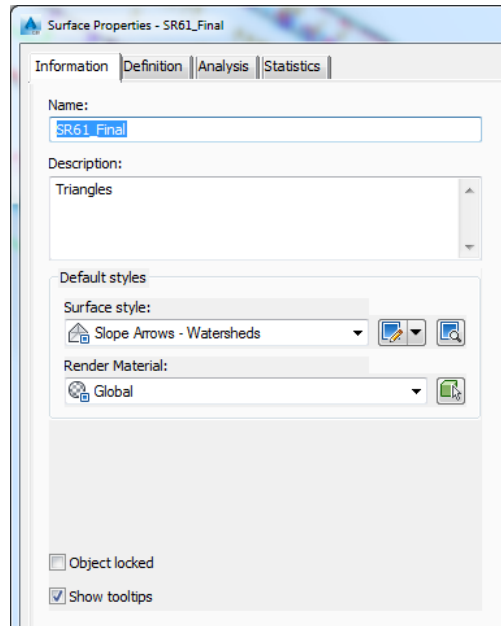 Surface Properties - SR61_Final
Information Definition Analysis Statistics
Name:
SR61_Final
Description:
Triangles
Default styles
Surface style:
Slope Arrows - Watersheds
Render Material:
Global
Object locked
Show tooltips